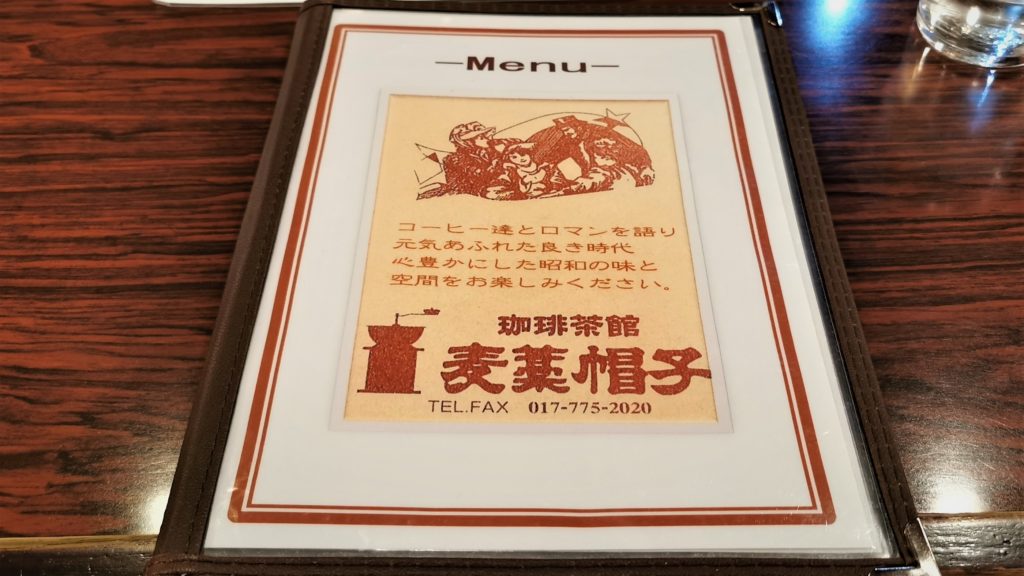 Menu
コーヒー達とロマンを語り
元気あふれた良き時代
心豊かにした昭和の味と
空間をお楽しみください。
珈琲茶館
麦藁帽子
TEL.FAX 017-775-2020